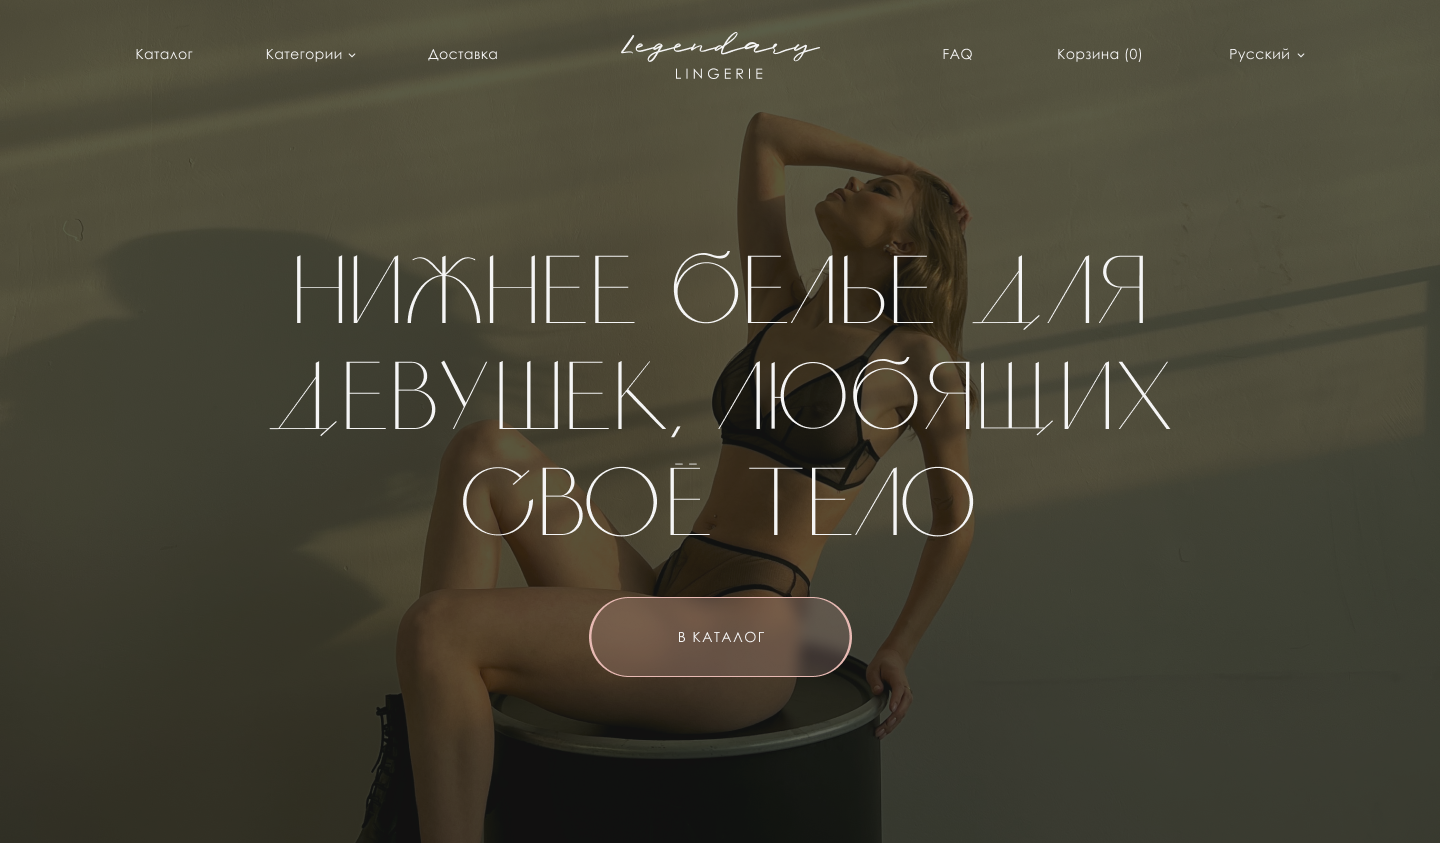 Каталог
Категории
Доставка
Legendary
LINGERIE
FAQ
Корзина (0)
Русский
НИЖНЕЕ БЕЛЬЕ ДЛЯ
ДЕВУШЕК, ЛЮБЯЩИХ
СВОЁ ТЕЛО
В КАТАЛОГ